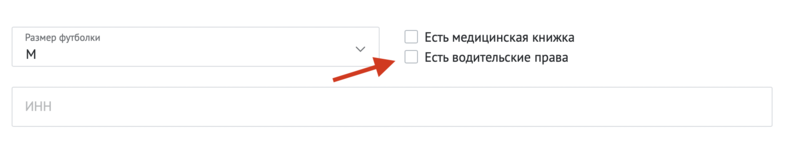 Размер футболки
M
Есть медицинская книжка
Есть водительские права
ИНН